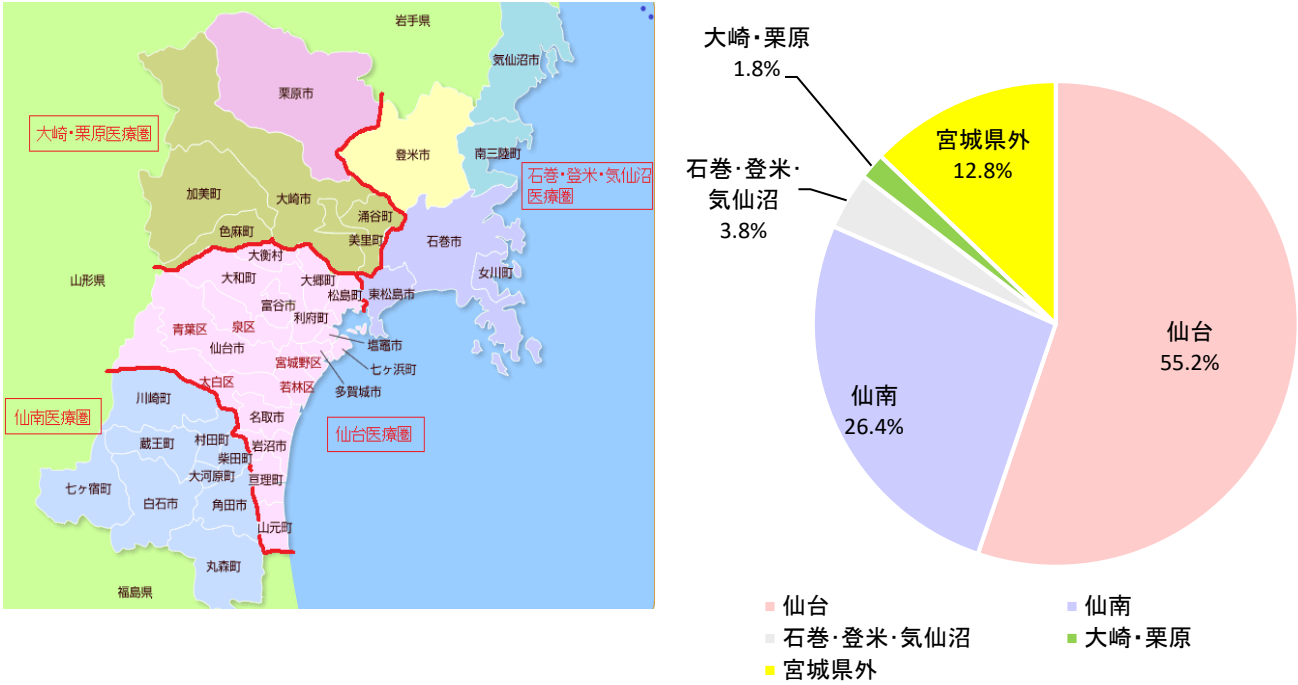 岩手県
気仙沼市
栗原市
大崎・栗原医療圏
登米市
南三陸町
石巻・登米・気仙沼
医療圏
加美町
大崎市
涌谷町
色麻町
美里町
石巻市
大衡村
女川町
山形県
大和町
大郷町
松島町
東松島市
富谷市
利府町
青葉区
泉区
塩竈市
仙台市
宮城野区
七ヶ浜町
太白区
若林区
多賀城市
川崎町
仙南医療圏
名取市
仙台医療圏
蔵王町
村田町
岩沼市
柴田町
大河原町
亘理町
七ヶ宿町
白石市
角田市
山元町
丸森町
福島県
大崎・栗原
1.8%
宮城県外
12.8%
石巻・登米・
気仙沼
3.8%
仙台
55.2%
仙南
26.4%
仙台
仙南
石巻・登米・気仙沼
大崎・栗原
宮城県外